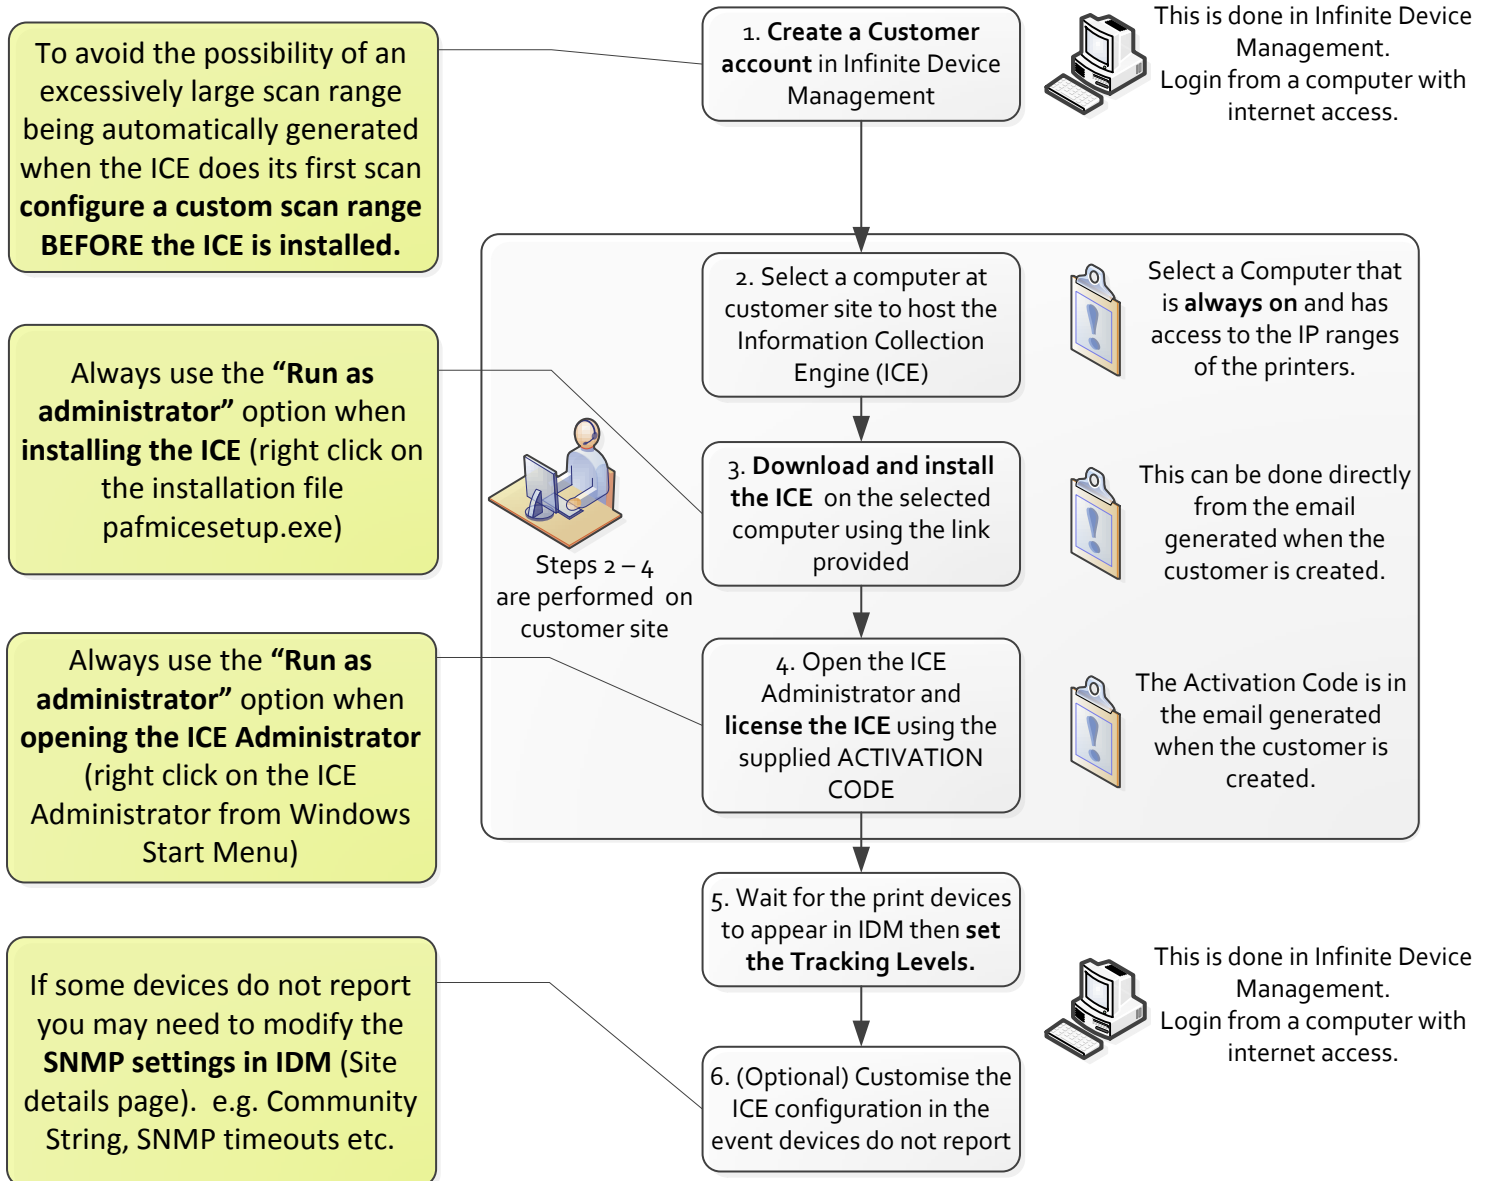 To avoid the possibility of an
excessively large scan range
being automatically generated
when the ICE does its first scan
configure a custom scan range
BEFORE the ICE is installed.
1. Create a Customer
account in Infinite Device
Management
This is done in Infinite Device
Management.
Login from a computer with
internet access.
2. Select a computer at
customer site to host the
Information Collection
Engine (ICE)
Select a Computer that
is always on and has
access to the IP ranges
of the printers.
Always use the “Run as
administrator” option when
installing the ICE (right click on
the installation file
pafmicesetup.exe)
Steps 2 – 4
are performed on
customer site
3. Download and install
the ICE on the selected
computer using the link
provided
This can be done directly
from the email
generated when the
customer is created.
Always use the “Run as
administrator” option when
opening the ICE Administrator
(right click on the ICE
Administrator from Windows
Start Menu)
4. Open the ICE
Administrator and
license the ICE using the
supplied ACTIVATION
CODE
The Activation Code is in
the email generated
when the customer is
created.
5. Wait for the print devices
to appear in IDM then set
the Tracking Levels.
This is done in Infinite Device
Management.
Login from a computer with
internet access.
If some devices do not report
you may need to modify the
SNMP settings in IDM (Site
details page). e.g. Community
String, SNMP timeouts etc.
6. (Optional) Customise the
ICE configuration in the
event devices do not report